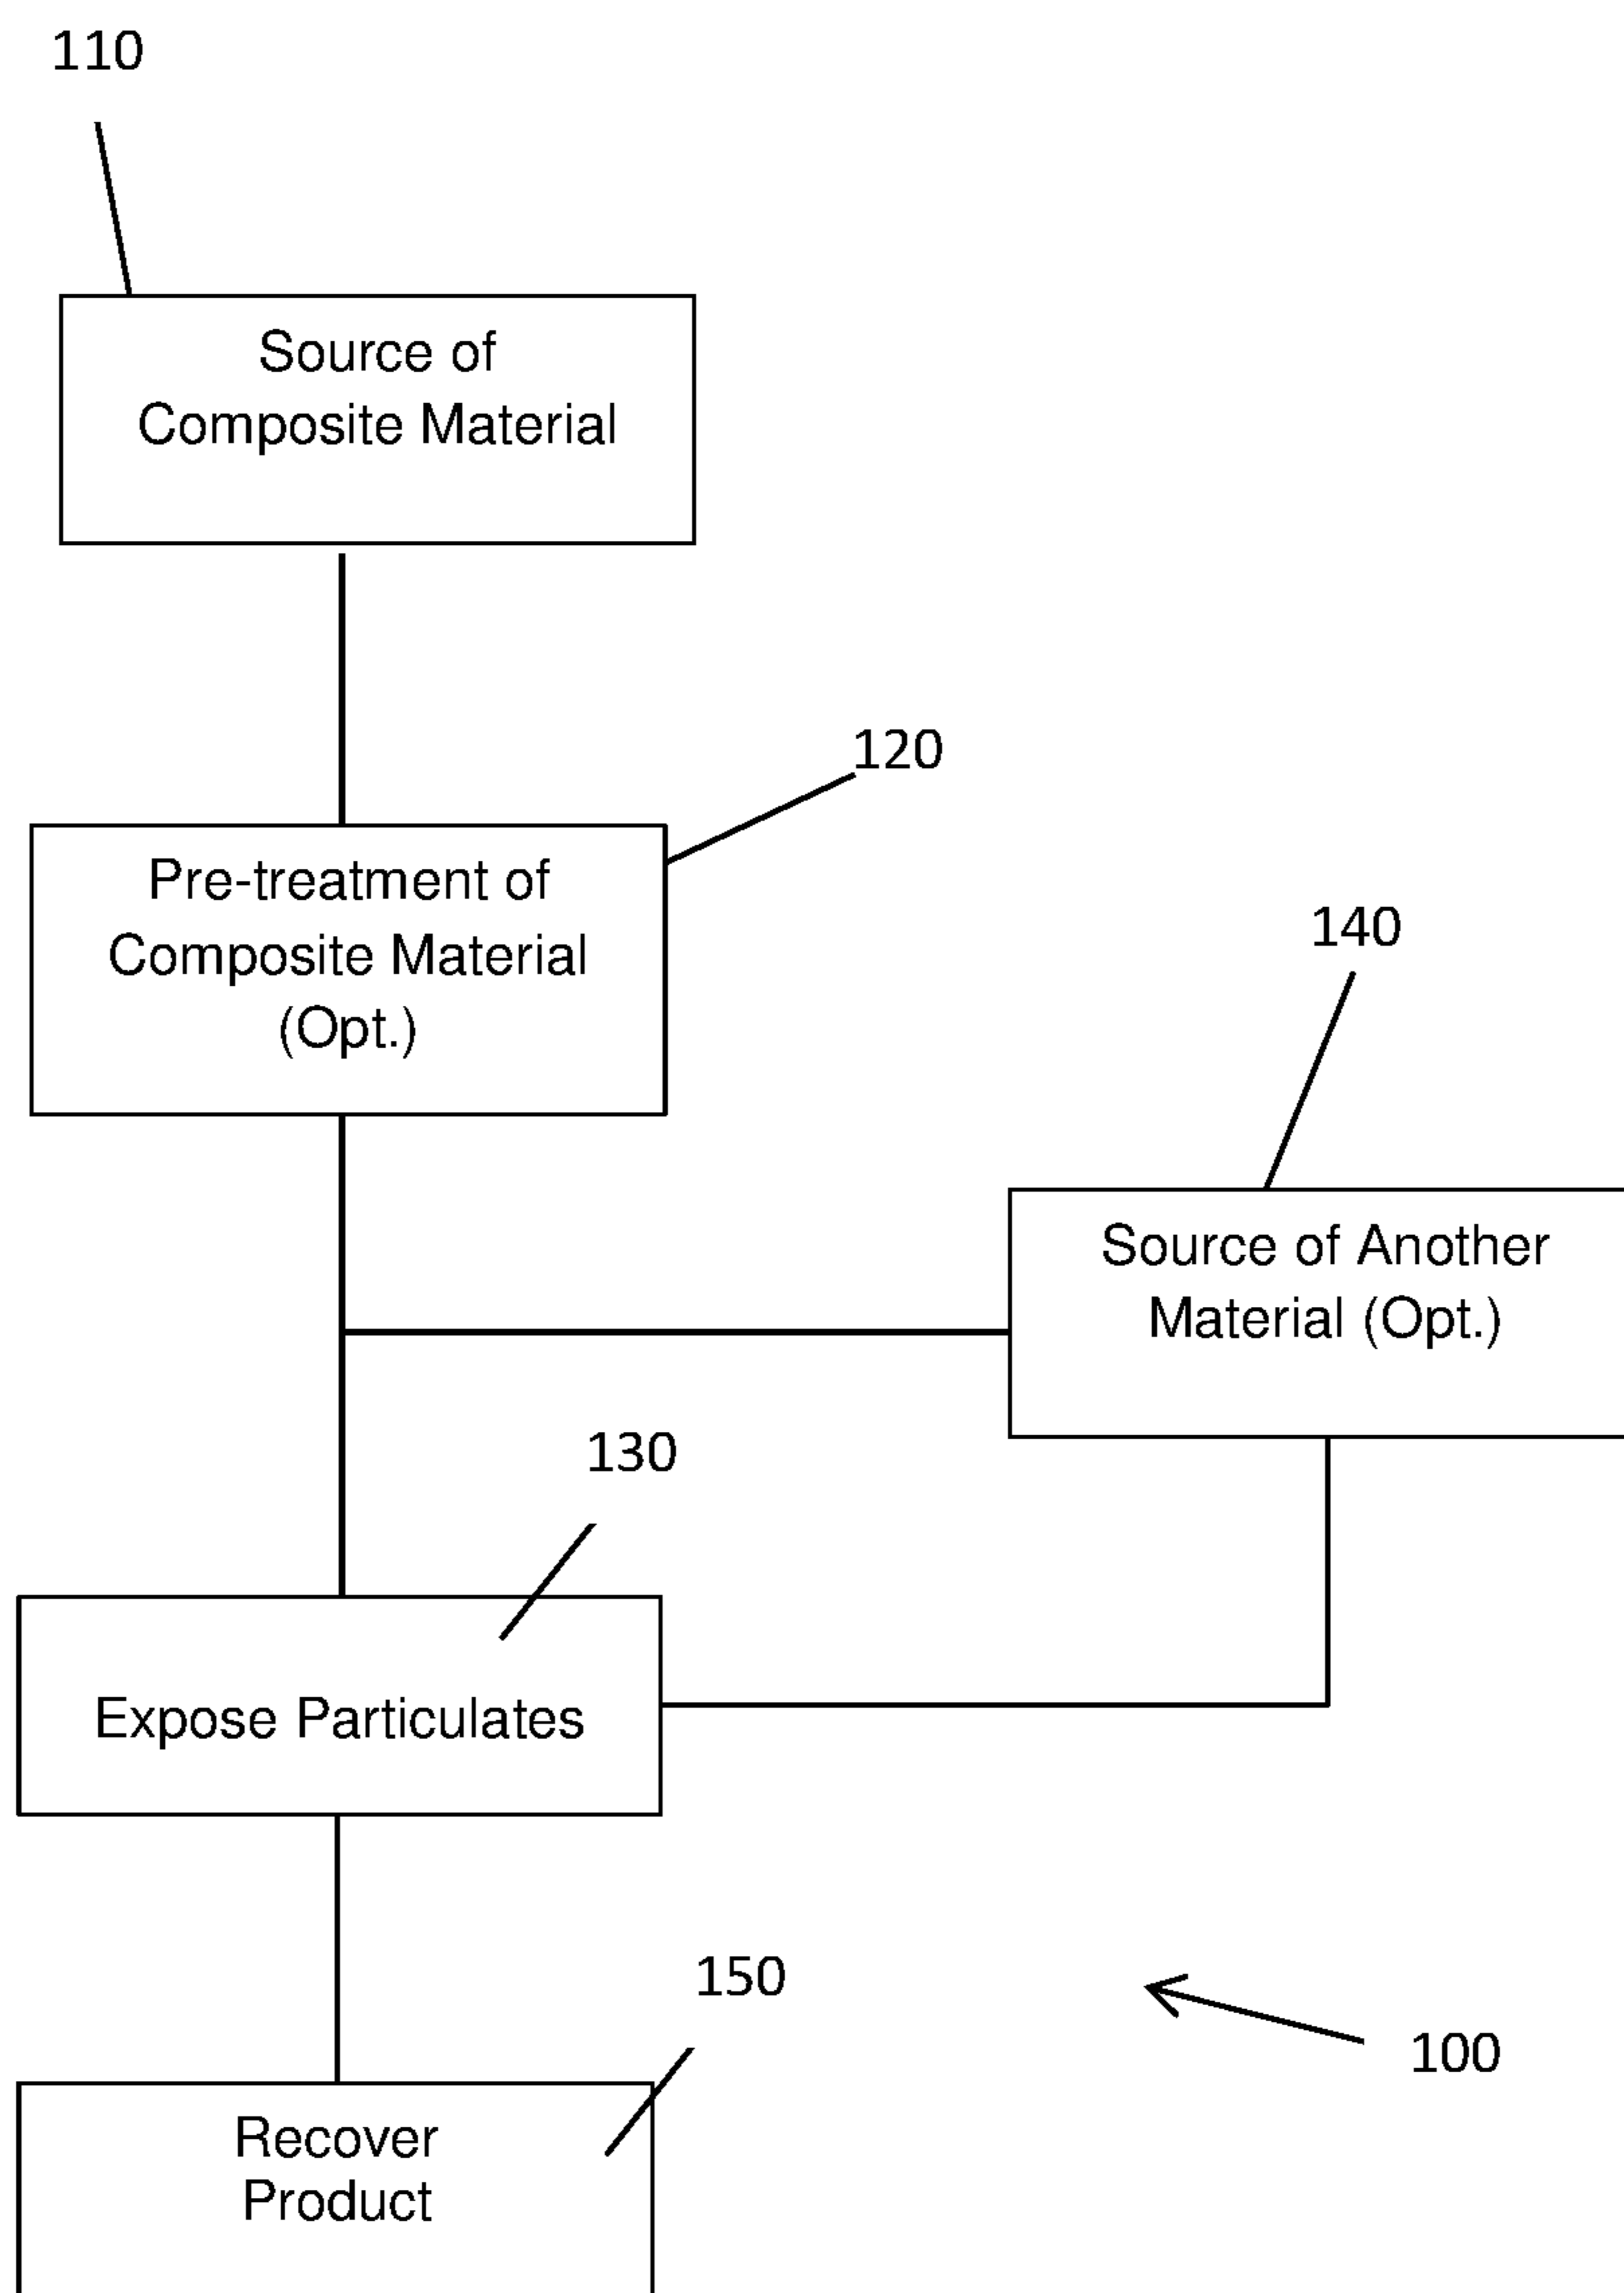 110
Source of
Composite Material
120
Pre-treatment of
Composite Material
(Opt.)
140
Source of Another
Material (Opt.)
130
Expose Particulates
150
Recover
Product
100